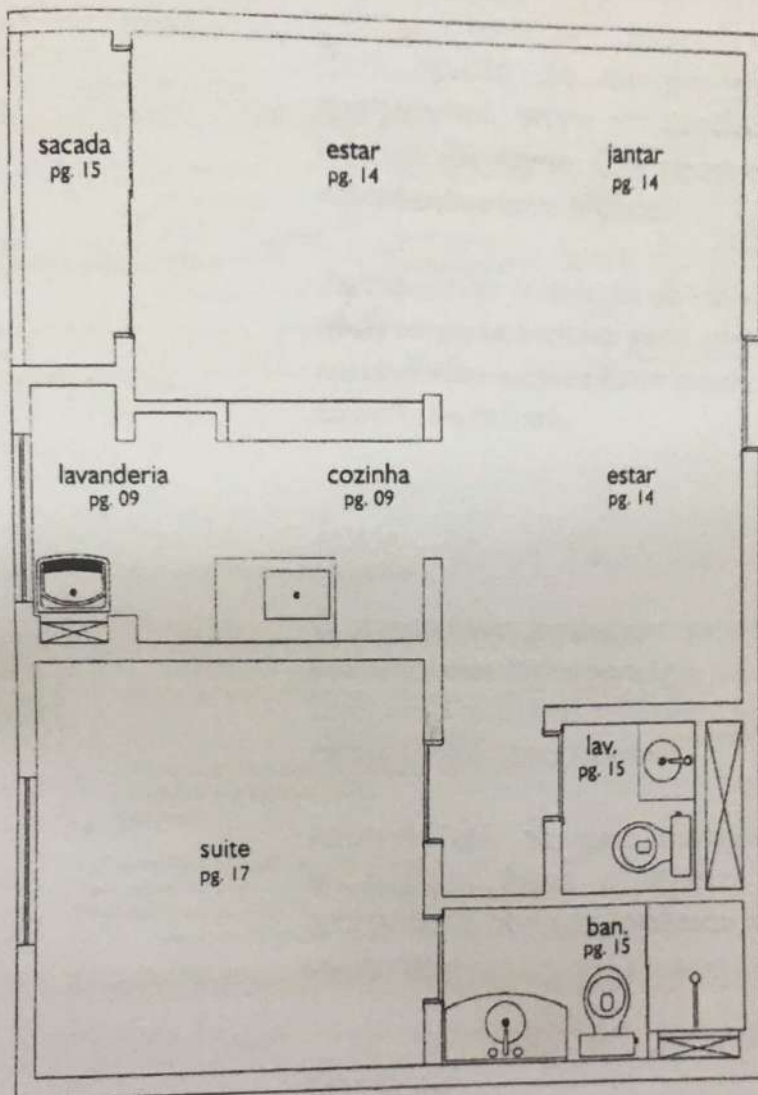 sacada
pg. 15
estar
pg. 14
jantar
pg. 14
lavanderia
pg. 09
cozinha
pg. 09
estar
pg. 14
lav.
pg. 15
suite
pg. 17
ban.
pg. 15